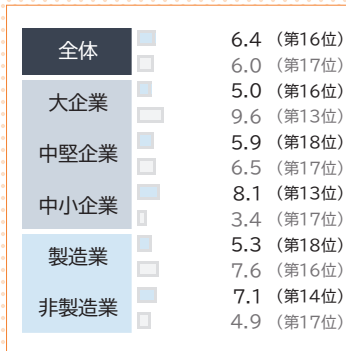 全体
6.4 (第16位)
6.0 (第17位)
大企業
5.0 (第16位)
9.6 (第13位)
中堅企業
5.9 (第18位)
6.5 (第17位)
中小企業
8.1 (第13位)
3.4 (第17位)
製造業
5.3 (第18位)
7.6 (第16位)
非製造業
7.1 (第14位)
4.9 (第17位)